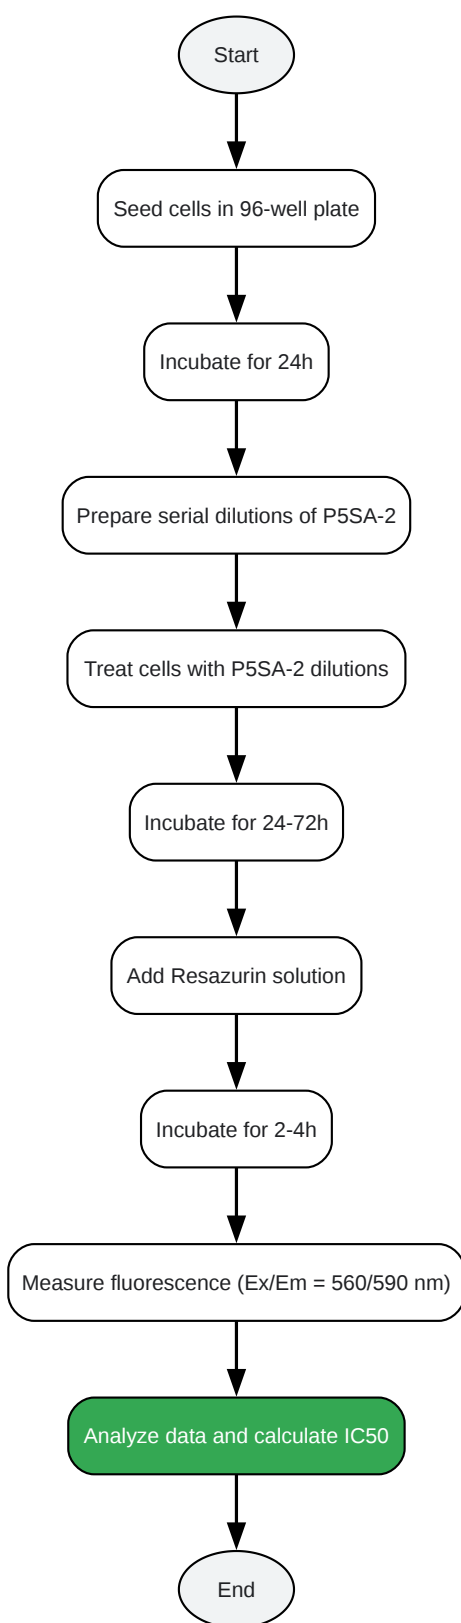 Start
Seed cells in 96-well plate
Incubate for 24h
Prepare serial dilutions of P5SA-2
Treat cells with P5SA-2 dilutions
Incubate for 24-72h
Add Resazurin solution
Incubate for 2-4h
Measure fluorescence (Ex/Em = 560/590 nm)
Analyze data and calculate IC50
End